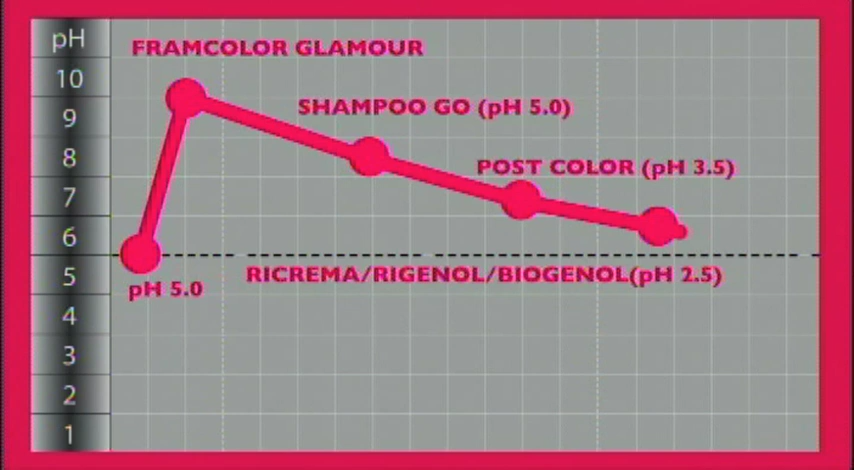 pH
FRAMCOLOR GLAMOUR
10
SHAMPOO GO (pH 5.0)
9
8
POST COLOR (pH 3.5)
7
6
RICREMA/RIGENOL/BIOGENOL(pH 2.5)
5
pH 5.0
4
3
2
1